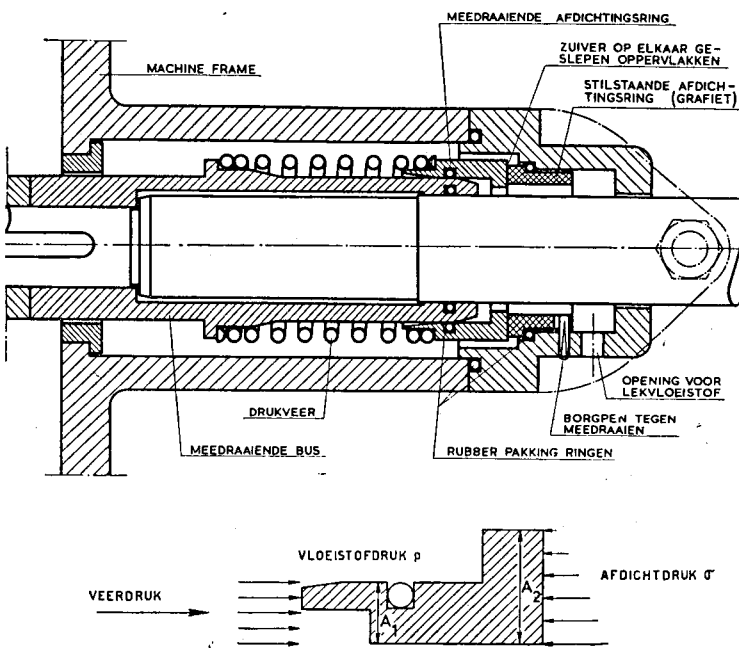 MEEDRAAIENDE AFDICHTINGSRING
ZUIVER OP ELKAAR GE-
SLEPEN OPPERVLAKKEN
MACHINE FRAME
STILSTAANDE AFDICH-
TINGSRING (GRAFIET)
OPENING VOOR
LEKVLOEISTOF
DRUKVEER
BORGPEN TEGEN
MEEDRAAIEN
MEEDRAAIENDE BUS
RUBBER PAKKING RINGEN
VLOEISTOFDRUK p
AFDICHTDRUK σ
VEERDRUK
A1
A2